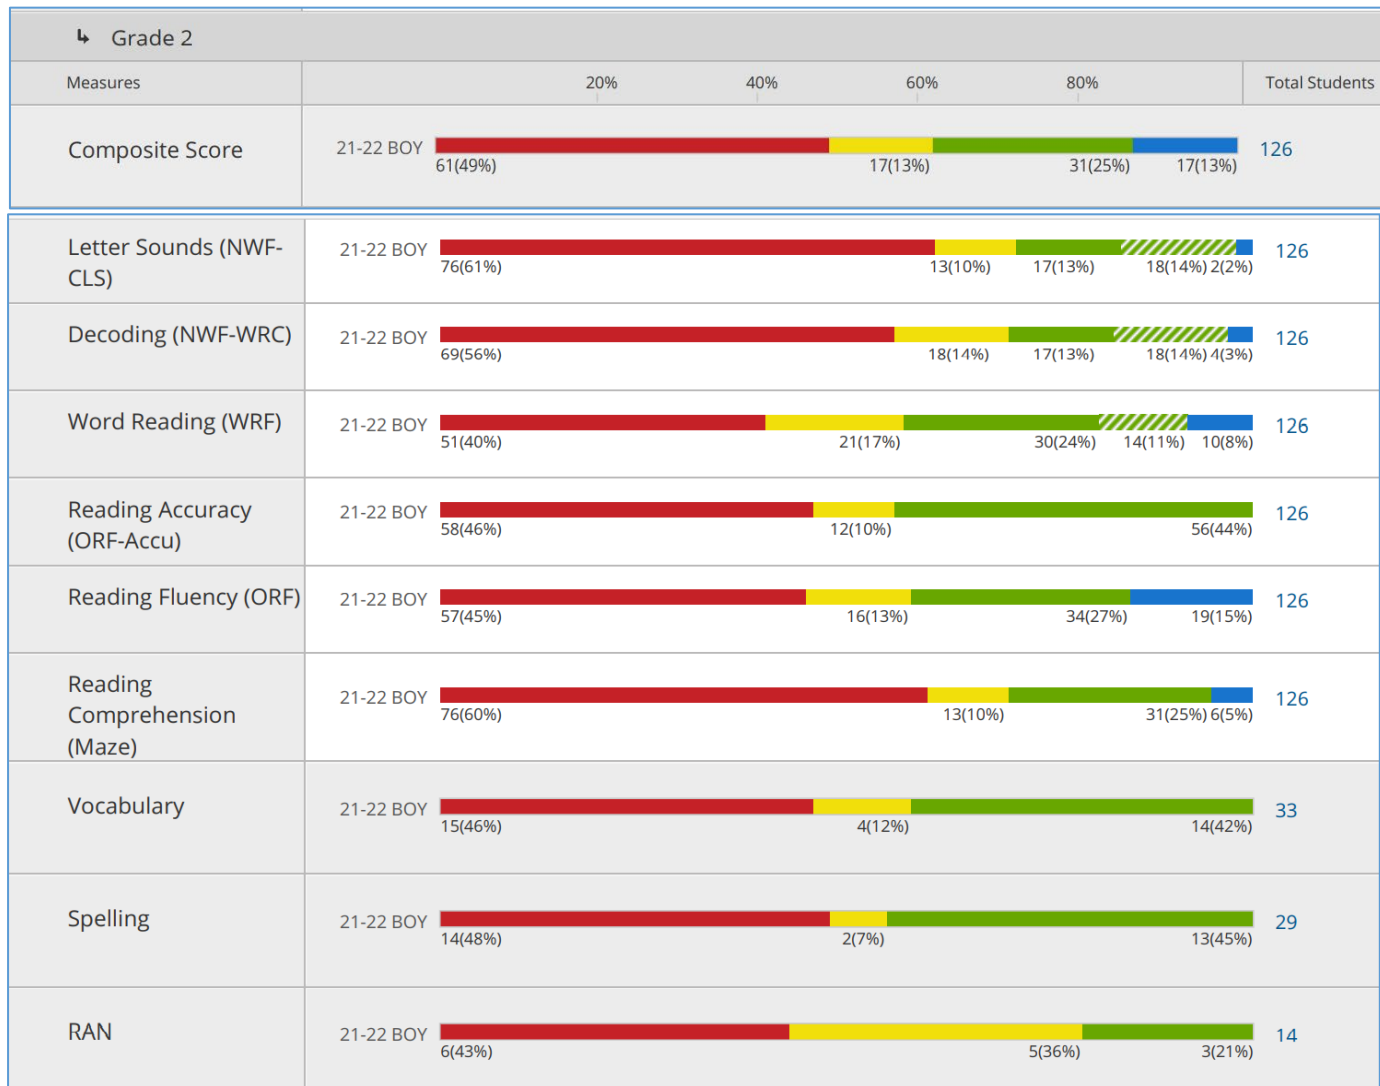 ↳ Grade 2
Measures 20% 40% 60% 80% Total Students
Composite Score 21-22 BOY 126
61(49%) 17(13%) 31(25%) 17(13%)
Letter Sounds (NWF-
CLS)
21-22 BOY 126
76(61%) 13(10%) 17(13%) 18(14%) 2(2%)
Decoding (NWF-WRC) 21-22 BOY 126
69(56%) 18(14%) 17(13%) 18(14%) 4(3%)
Word Reading (WRF) 21-22 BOY 126
51(40%) 21(17%) 30(24%) 14(11%) 10(8%)
Reading Accuracy
(ORF-Accu)
21-22 BOY 126
58(46%) 12(10%) 56(44%)
Reading Fluency (ORF) 21-22 BOY 126
57(45%) 16(13%) 34(27%) 19(15%)
Reading
Comprehension
(Maze)
21-22 BOY 126
76(60%) 13(10%) 31(25%) 6(5%)
Vocabulary 21-22 BOY 33
15(46%) 4(12%) 14(42%)
Spelling 21-22 BOY 29
14(48%) 2(7%) 13(45%)
RAN 21-22 BOY 14
6(43%) 5(36%) 3(21%)